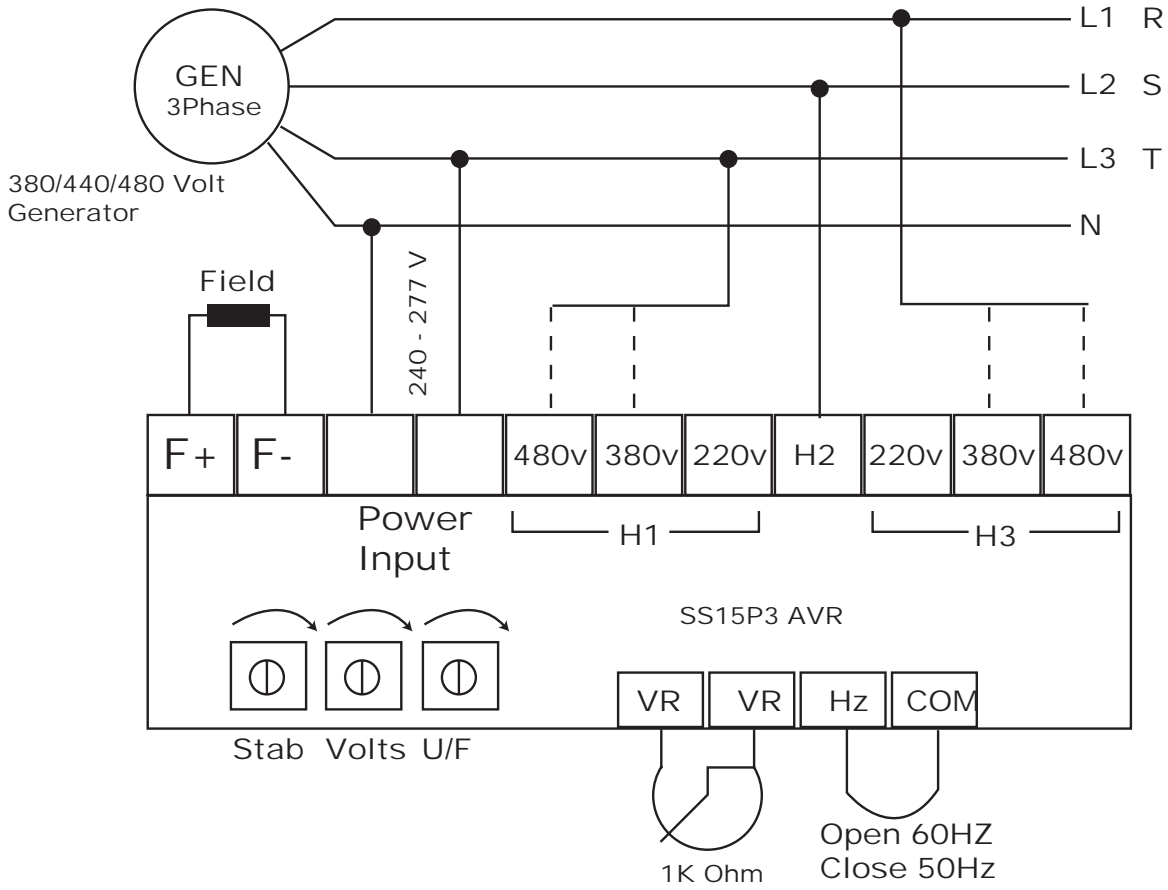 L1 R
GEN
3Phase
L2 S
L3 T
380/440/480 Volt
Generator
N
240 - 277 V
Field
F+
F-
480v
380v
220v
H2
220v
380v
480v
Power
Input
H1
H3
SS15P3 AVR
VR
VR
Hz
COM
Stab
Volts
U/F
1K Ohm
Open 60HZ
Close 50Hz